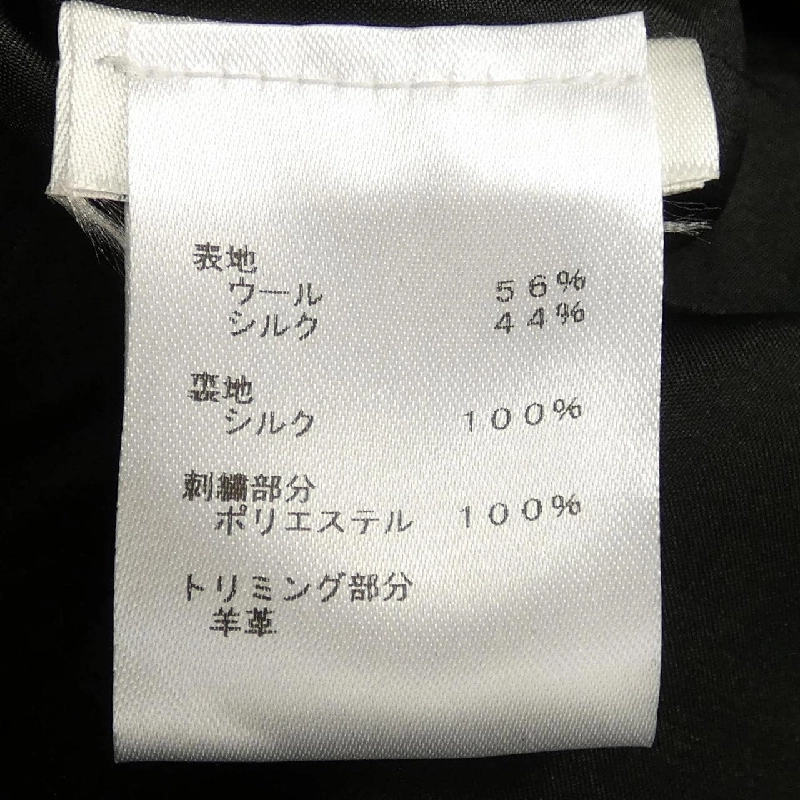 表地
ウール 56%
シルク 44%
裏地
シルク 100%
刺繍部分
ポリエステル 100%
トリミング部分
羊革